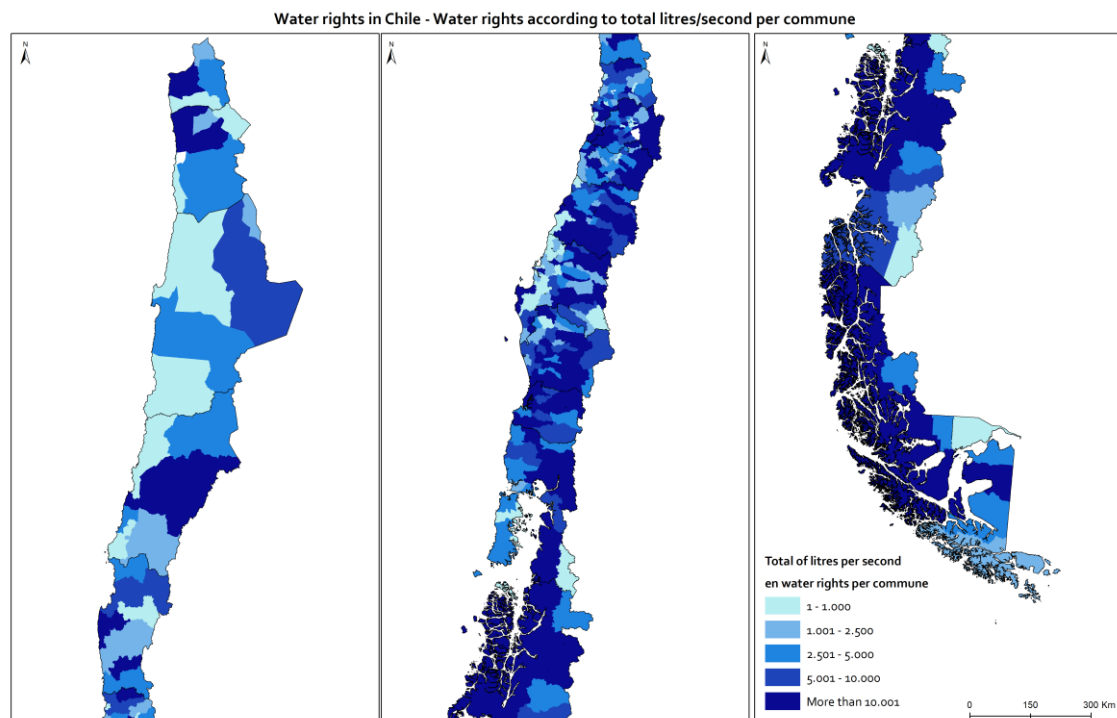 Water rights in Chile - Water rights according to total litres/second per commune
N
N
N
Total of litres per second
en water rights per commune
1 - 1.000
1.001 - 2.500
2.501 - 5.000
5.001 - 10.000
More than 10.001
0 150 300 Km